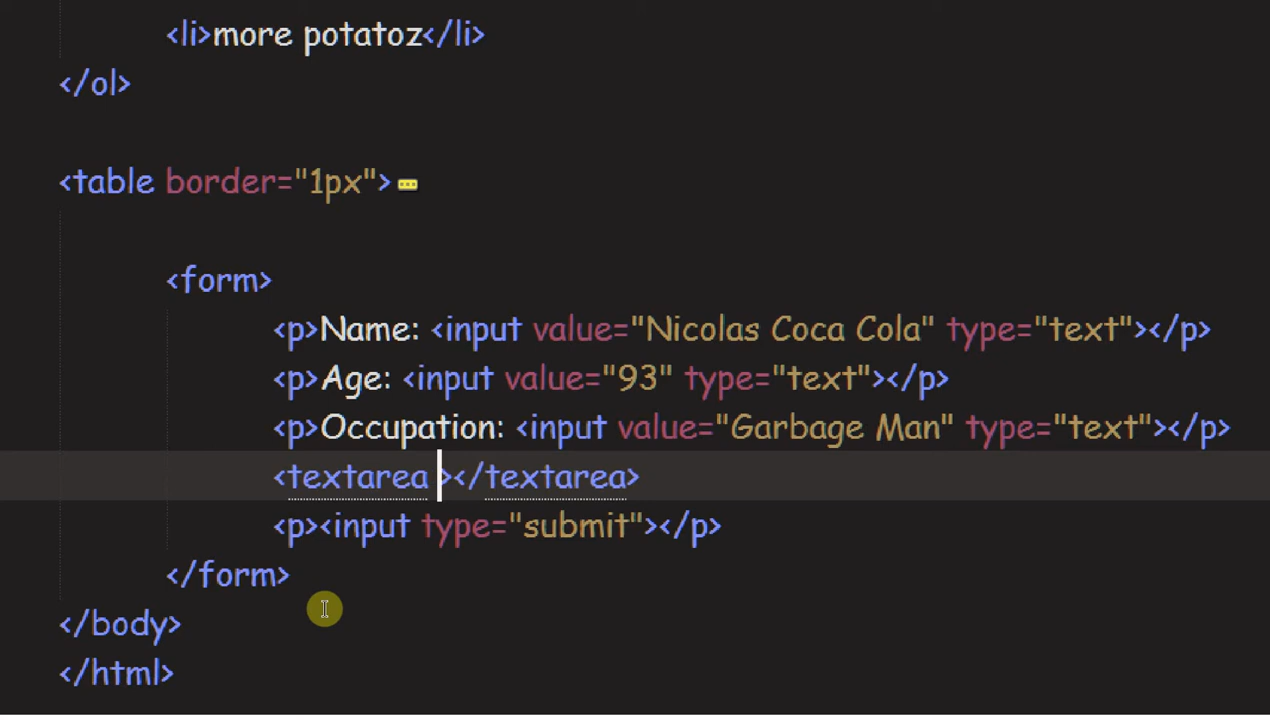 <li>more potatoz</li>
</ol>
<table border="1px">
<form>
<p>Name: <input value="Nicolas Coca Cola" type="text"></p>
<p>Age: <input value="93" type="text"></p>
<p>Occupation: <input value="Garbage Man" type="text"></p>
<textarea ></textarea>
<p><input type="submit"></p>
</form>
</body>
</html>